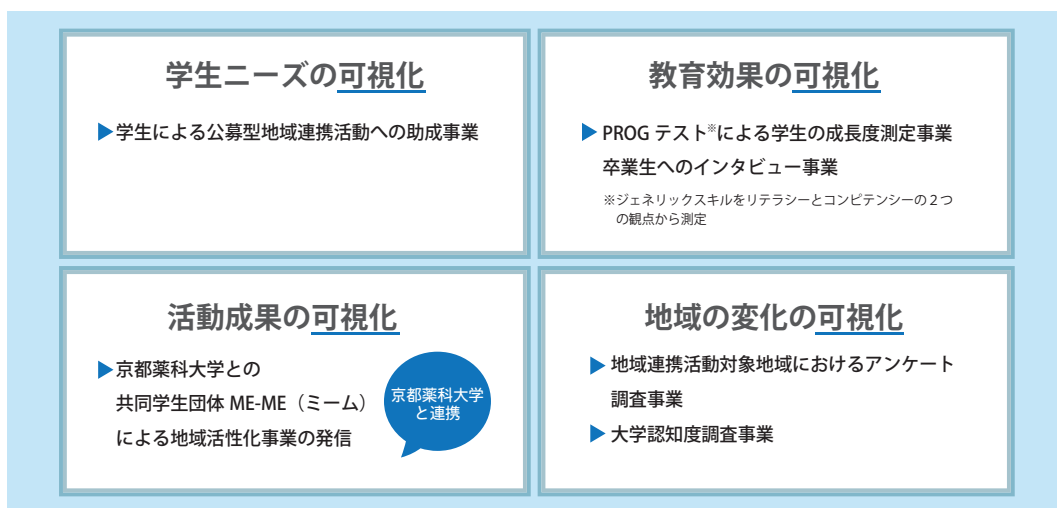 学生ニーズの可視化
▶学生による公募型地域連携活動への助成事業
教育効果の可視化
▶PROG テスト※による学生の成長度測定事業
卒業生へのインタビュー事業
※ジェネリックスキルをリテラシーとコンピテンシーの2つ
の観点から測定
活動成果の可視化
▶京都薬科大学との
共同学生団体 ME-ME（ミーム）
による地域活性化事業の発信
京都薬科大学
と連携
地域の変化の可視化
▶地域連携活動対象地域におけるアンケート
調査事業
▶大学認知度調査事業